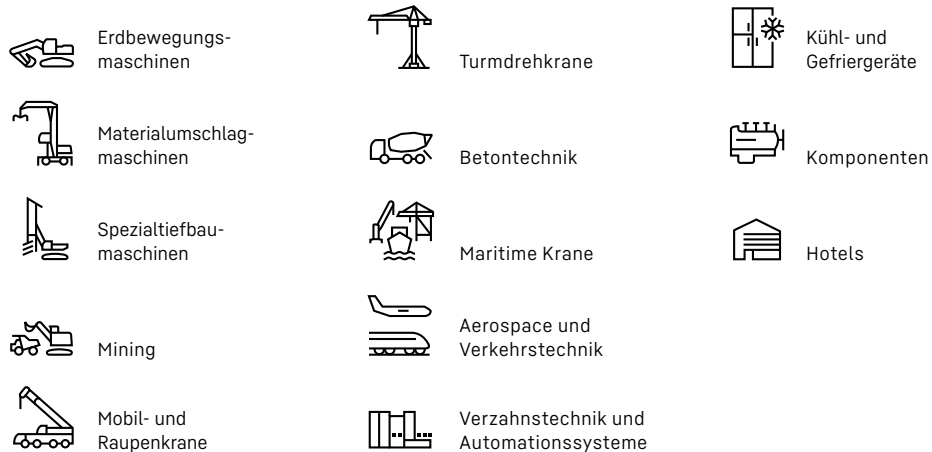 Erdbewegungs-
maschinen
Materialumschlag-
maschinen
Spezialtiefbau-
maschinen
Mining
Mobil- und
Raupenkrane
Turmdrehkrane
Betontechnik
Maritime Krane
Aerospace und
Verkehrstechnik
Verzahntechnik und
Automationssysteme
Kühl- und
Gefriergeräte
Komponenten
Hotels